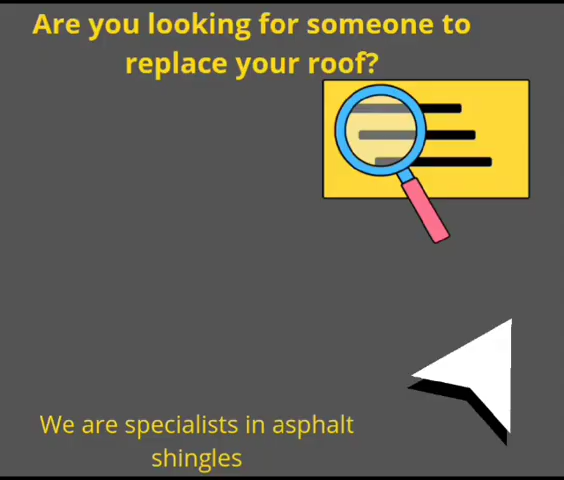 Are you looking for someone to
replace your roof?
We are specialists in asphalt
shingles